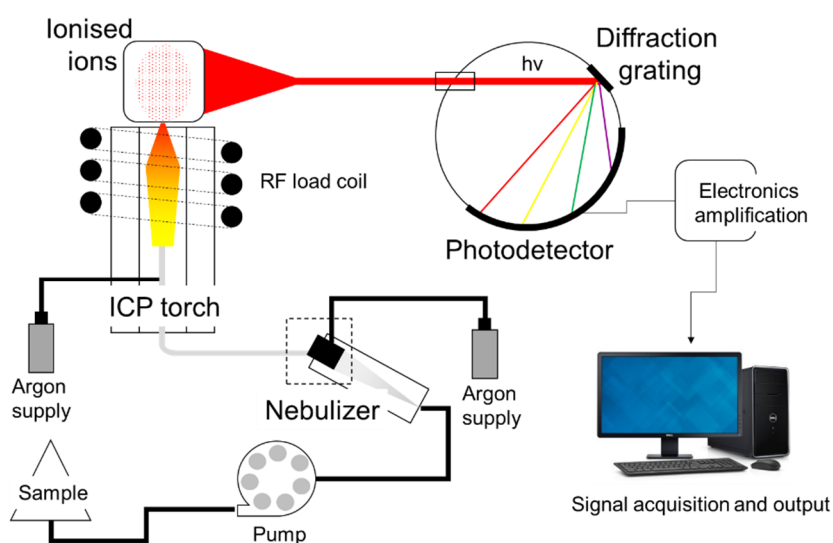 Ionised
ions
hv
Diffraction
grating
RF load coil
Electronics
amplification
Photodetector
ICP torch
Argon
supply
Nebulizer
Argon
supply
Sample
Pump
Signal acquisition and output